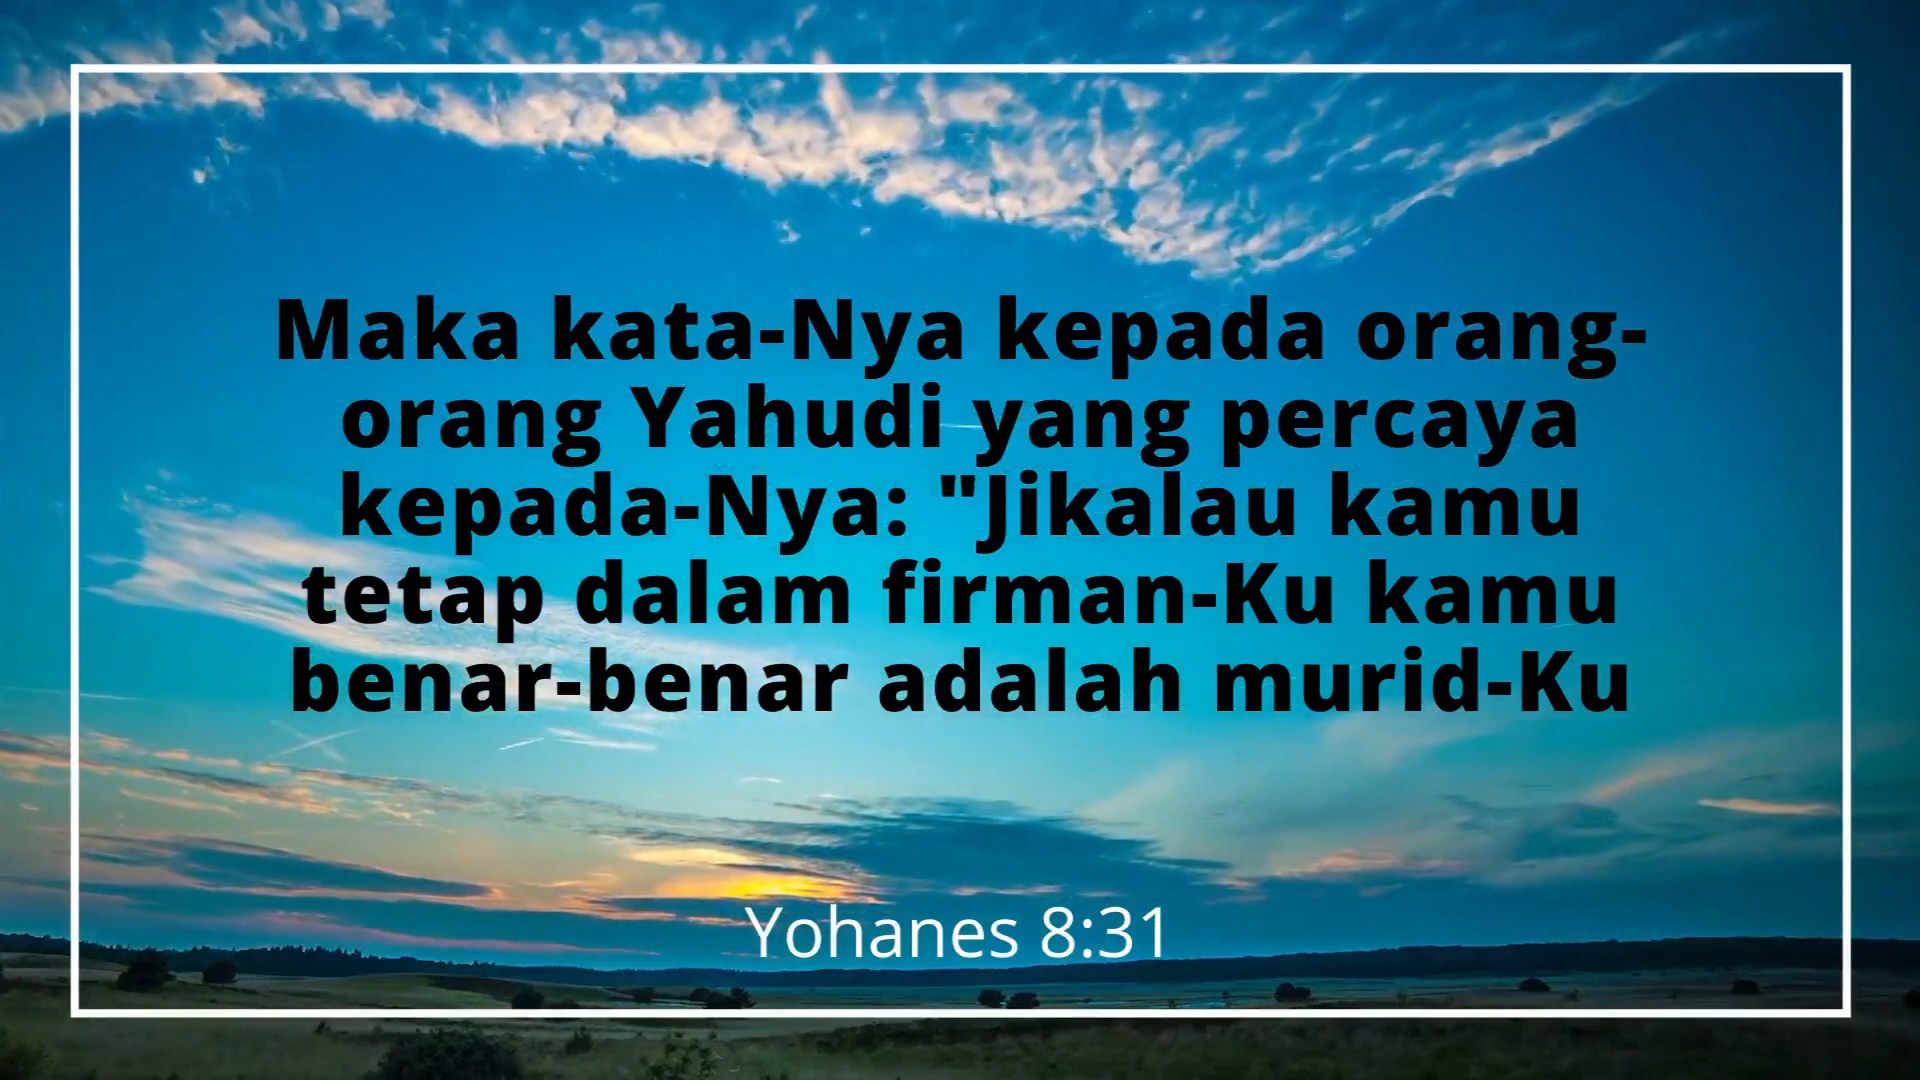 Maka kata-Nya kepada orang-
orang Yahudi yang percaya
kepada-Nya: "Jikalau kamu
tetap dalam firman-Ku kamu
benar-benar adalah murid-Ku
Yohanes 8:31